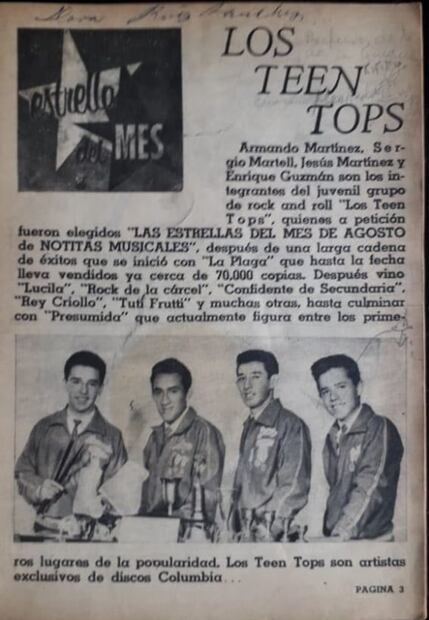 Rosa
LOS
TEEN
TOPS
estrella
del MES
Armando Martínez, Ser-
gio Martell, Jesús Martínez y
Enrique Guzmán son los in-
tegrantes del juvenil grupo
de rock and roll "Los Teen
Tops", quienes a petición
fueron elegidos "LAS ESTRELLAS DEL MES DE AGOSTO
de NOTITAS MUSICALES", después de una larga cadena
de éxitos que se inició con "La Plaga" que hasta la fecha
lleva vendidos ya cerca de 70,000 copias. Después vino
"Lucila", "Rock de la cárcel", "Confidente de Secundaria",
"Rey Criollo", "Tuti Frutti" y muchas otras, hasta culminar
con "Presumida" que actualmente figura entre los prime-
ros lugares de la popularidad. Los Teen Tops son artistas
exclusivos de discos Columbia...
PAGINA 3